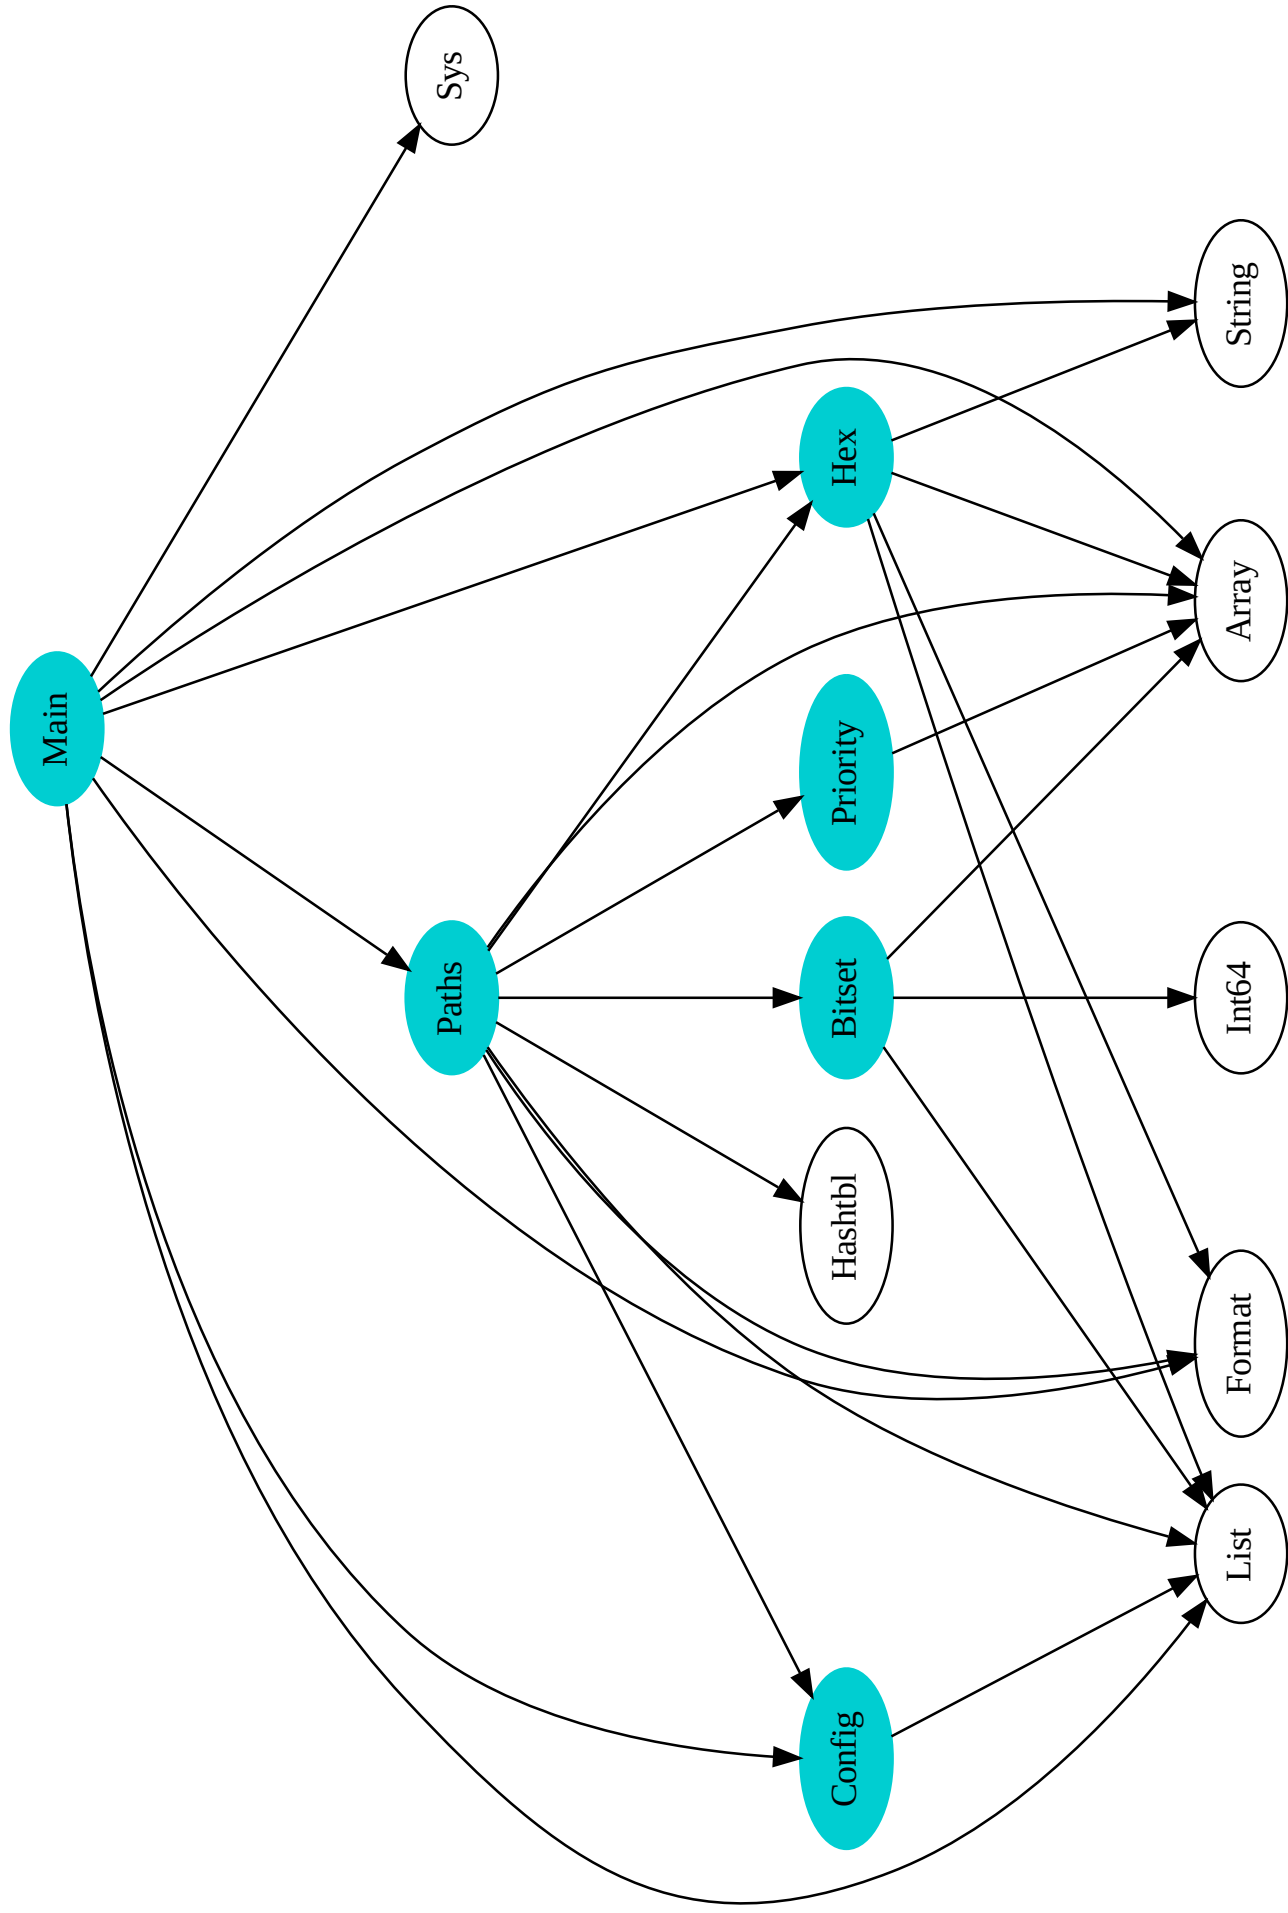 Main
Sys
Paths
Hex
Priority
Bitset
Hashtbl
Config
String
Array
Int64
Format
List